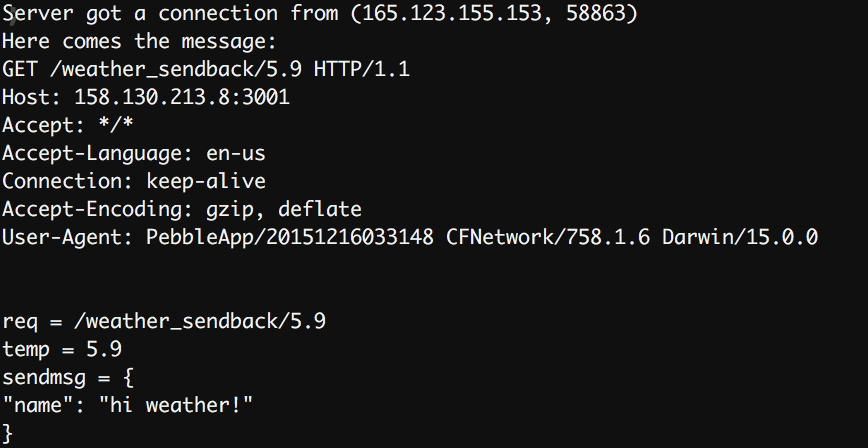 Server got a connection from (165.123.155.153, 58863)
Here comes the message:
GET /weather_sendback/5.9 HTTP/1.1
Host: 158.130.213.8:3001
Accept: */*
Accept-Language: en-us
Connection: keep-alive
Accept-Encoding: gzip, deflate
User-Agent: PebbleApp/20151216033148 CFNetwork/758.1.6 Darwin/15.0.0
req = /weather_sendback/5.9
temp = 5.9
sendmsg = {
"name": "hi weather!"
}